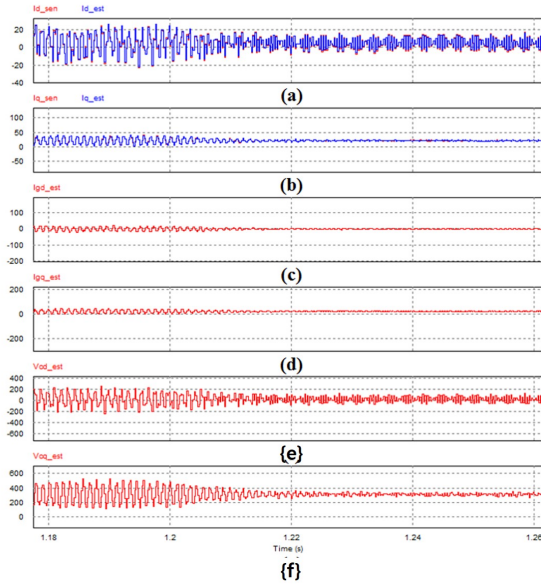 Id_sen Id_est
20
0
-20
-40
(a)
Iq_sen Iq_est
100
50
0
-50
(b)
Igd_est
100
0
-100
-200
(c)
Igq_est
200
0
-200
(d)
Vcd_est
400
200
0
-200
-400
-600
{e}
Vcq_est
600
400
200
0
1.18 1.2 1.22 1.24 1.26
Time (s)
{f}